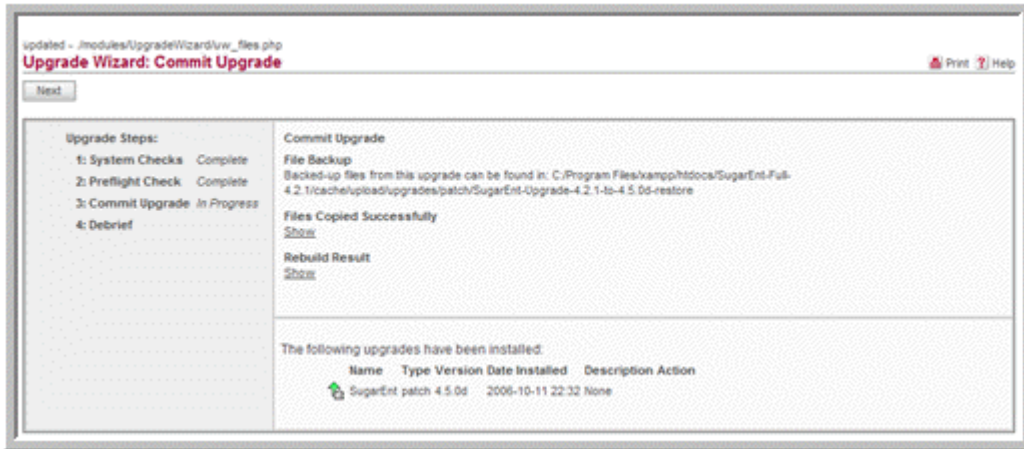 updated - ./modules/UpgradeWizard/uw_files.php
Upgrade Wizard: Commit Upgrade
Print ? Help
Next
Upgrade Steps:
1: System Checks Complete
2: Preflight Check Complete
3: Commit Upgrade In Progress
4: Debrief
Commit Upgrade
File Backup
Backed-up files from this upgrade can be found in: C:/Program Files/xampp/htdocs/SugarEnt-Full-
4.2.1/cache/upload/upgrades/patch/SugarEnt-Upgrade-4.2.1-to-4.5.0d-restore
Files Copied Successfully
Show
Rebuild Result
Show
The following upgrades have been installed:
Name Type Version Date Installed Description Action
SugarEnt patch 4.5.0d 2006-10-11 22:32 None